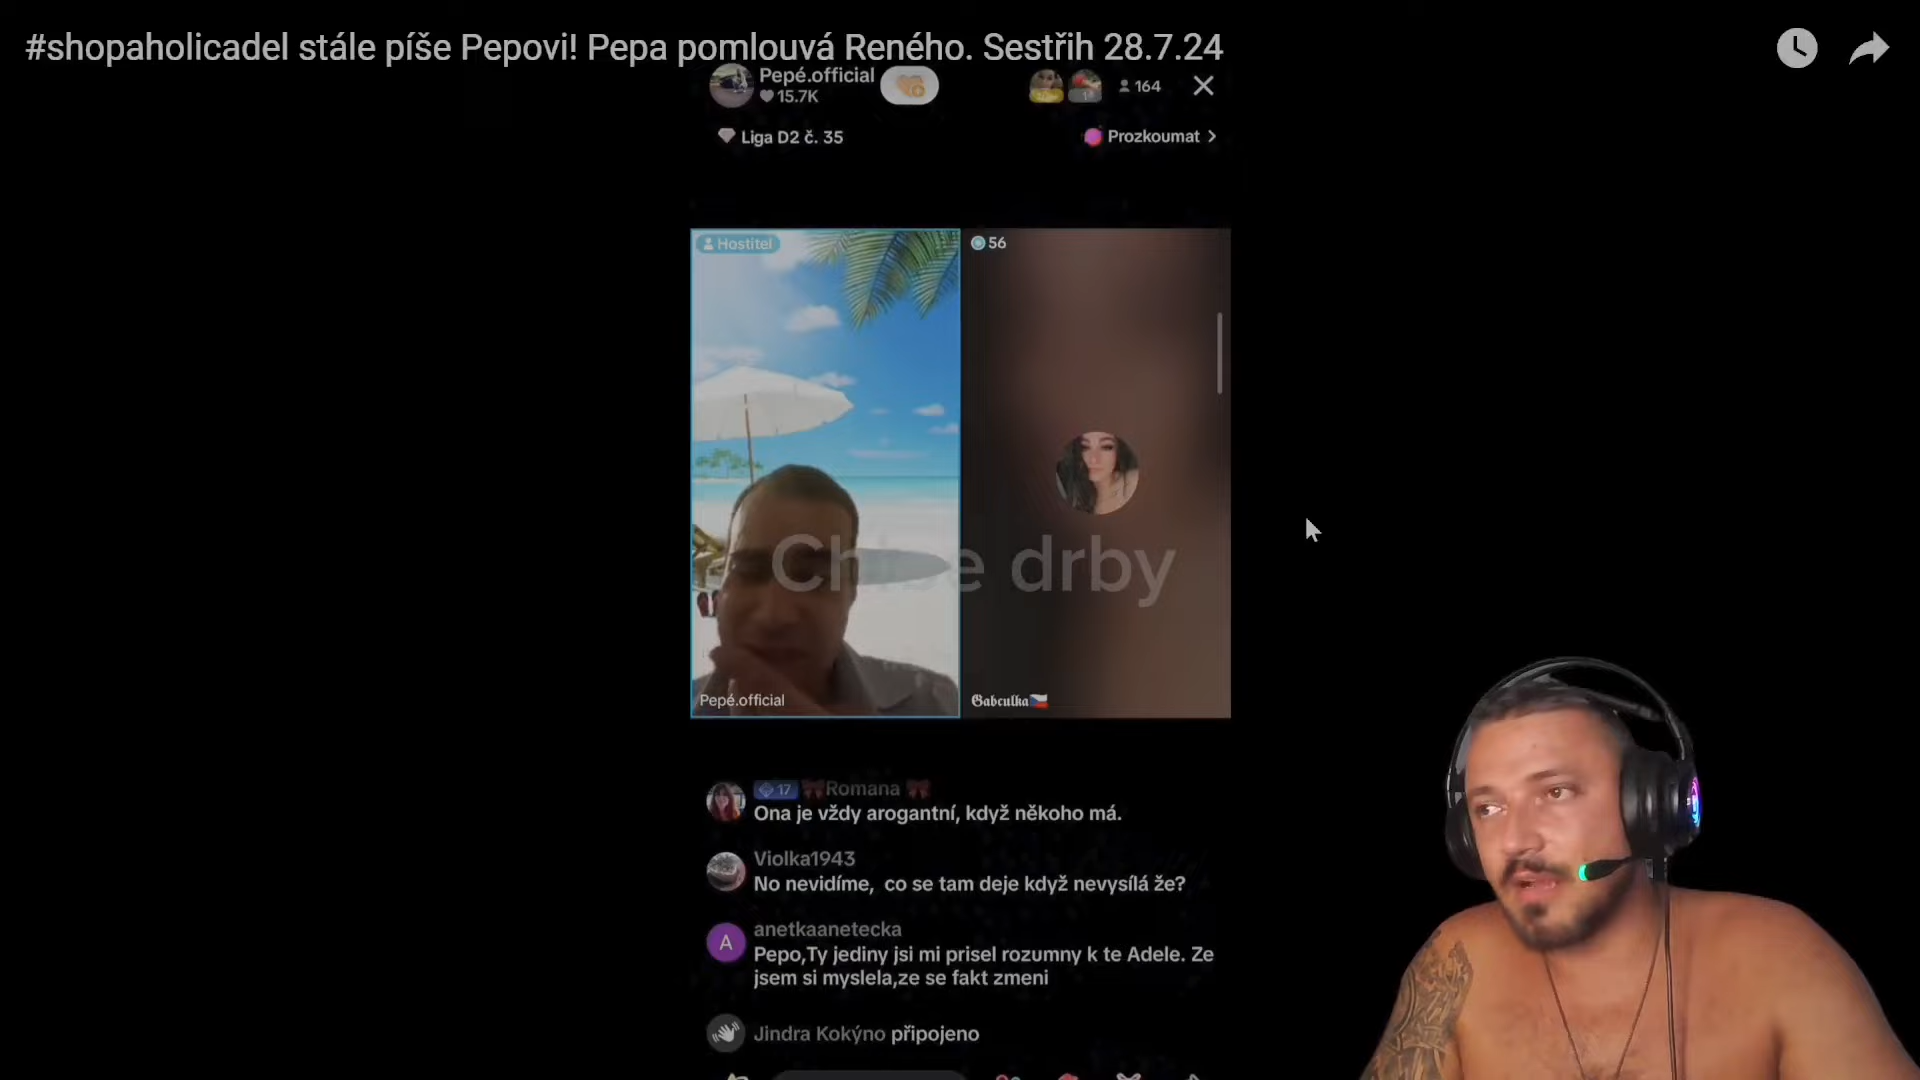 #shopaholicadel stále píše Pepovi! Pepa pomlouvá Reného. Sestřih 28.7.24
Pepé.official
15.7K
164
Liga D2 č. 35
Prozkoumat
Hostitel
56
Chloe drby
Pepé.official
Gabculka
17 Romana
Ona je vždy arogantní, když někoho má.
Violka1943
No nevidíme, co se tam deje když nevysílá že?
A
anetkaanetecka
Pepo,Ty jediny jsi mi prisel rozumny k te Adele. Ze
jsem si myslela,ze se fakt zmeni
Jindra Kokýno připojeno